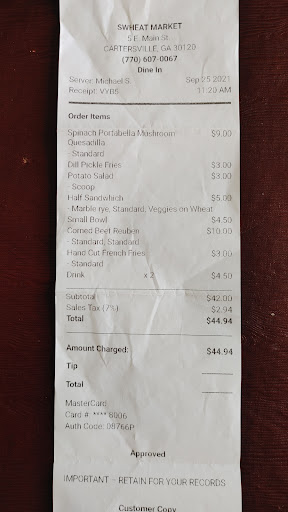 SWHEAT MARKET
5 E. Main St
CARTERSVILLE, GA 30120
(770) 607-0067
Dine In
Server: Michael S. Sep 25 2021
Receipt: VYB5 11:20 AM
Order Items
Spinach Portabella Mushroom $9.00
Quesadilla
- Standard
Dill Pickle Fries $3.00
Potato Salad $3.00
- Scoop
Half Sandwhich $5.00
- Marble rye, Standard, Veggies on Wheat
Small Bowl $4.50
Corned Beef Reuben $10.00
- Standard, Standard
Hand Cut French Fries $3.00
- Standard
Drink x 2 $4.50
Subtotal $42.00
Sales Tax (7%) $2.94
Total $44.94
Amount Charged: $44.94
Tip
Total
MasterCard
Card #: **** 8006
Auth Code: 08766P
Approved
IMPORTANT - RETAIN FOR YOUR RECORDS
Customer Copy